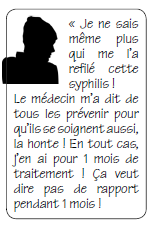 « Je ne sais
même plus
qui me l'a
refilé cette
syphilis !
Le médecin m'a dit de
tous les prévenir pour
qu'ils se soignent aussi,
la honte ! En tout cas,
j'en ai pour 1 mois de
traitement ! Ça veut
dire pas de rapport
pendant 1 mois !